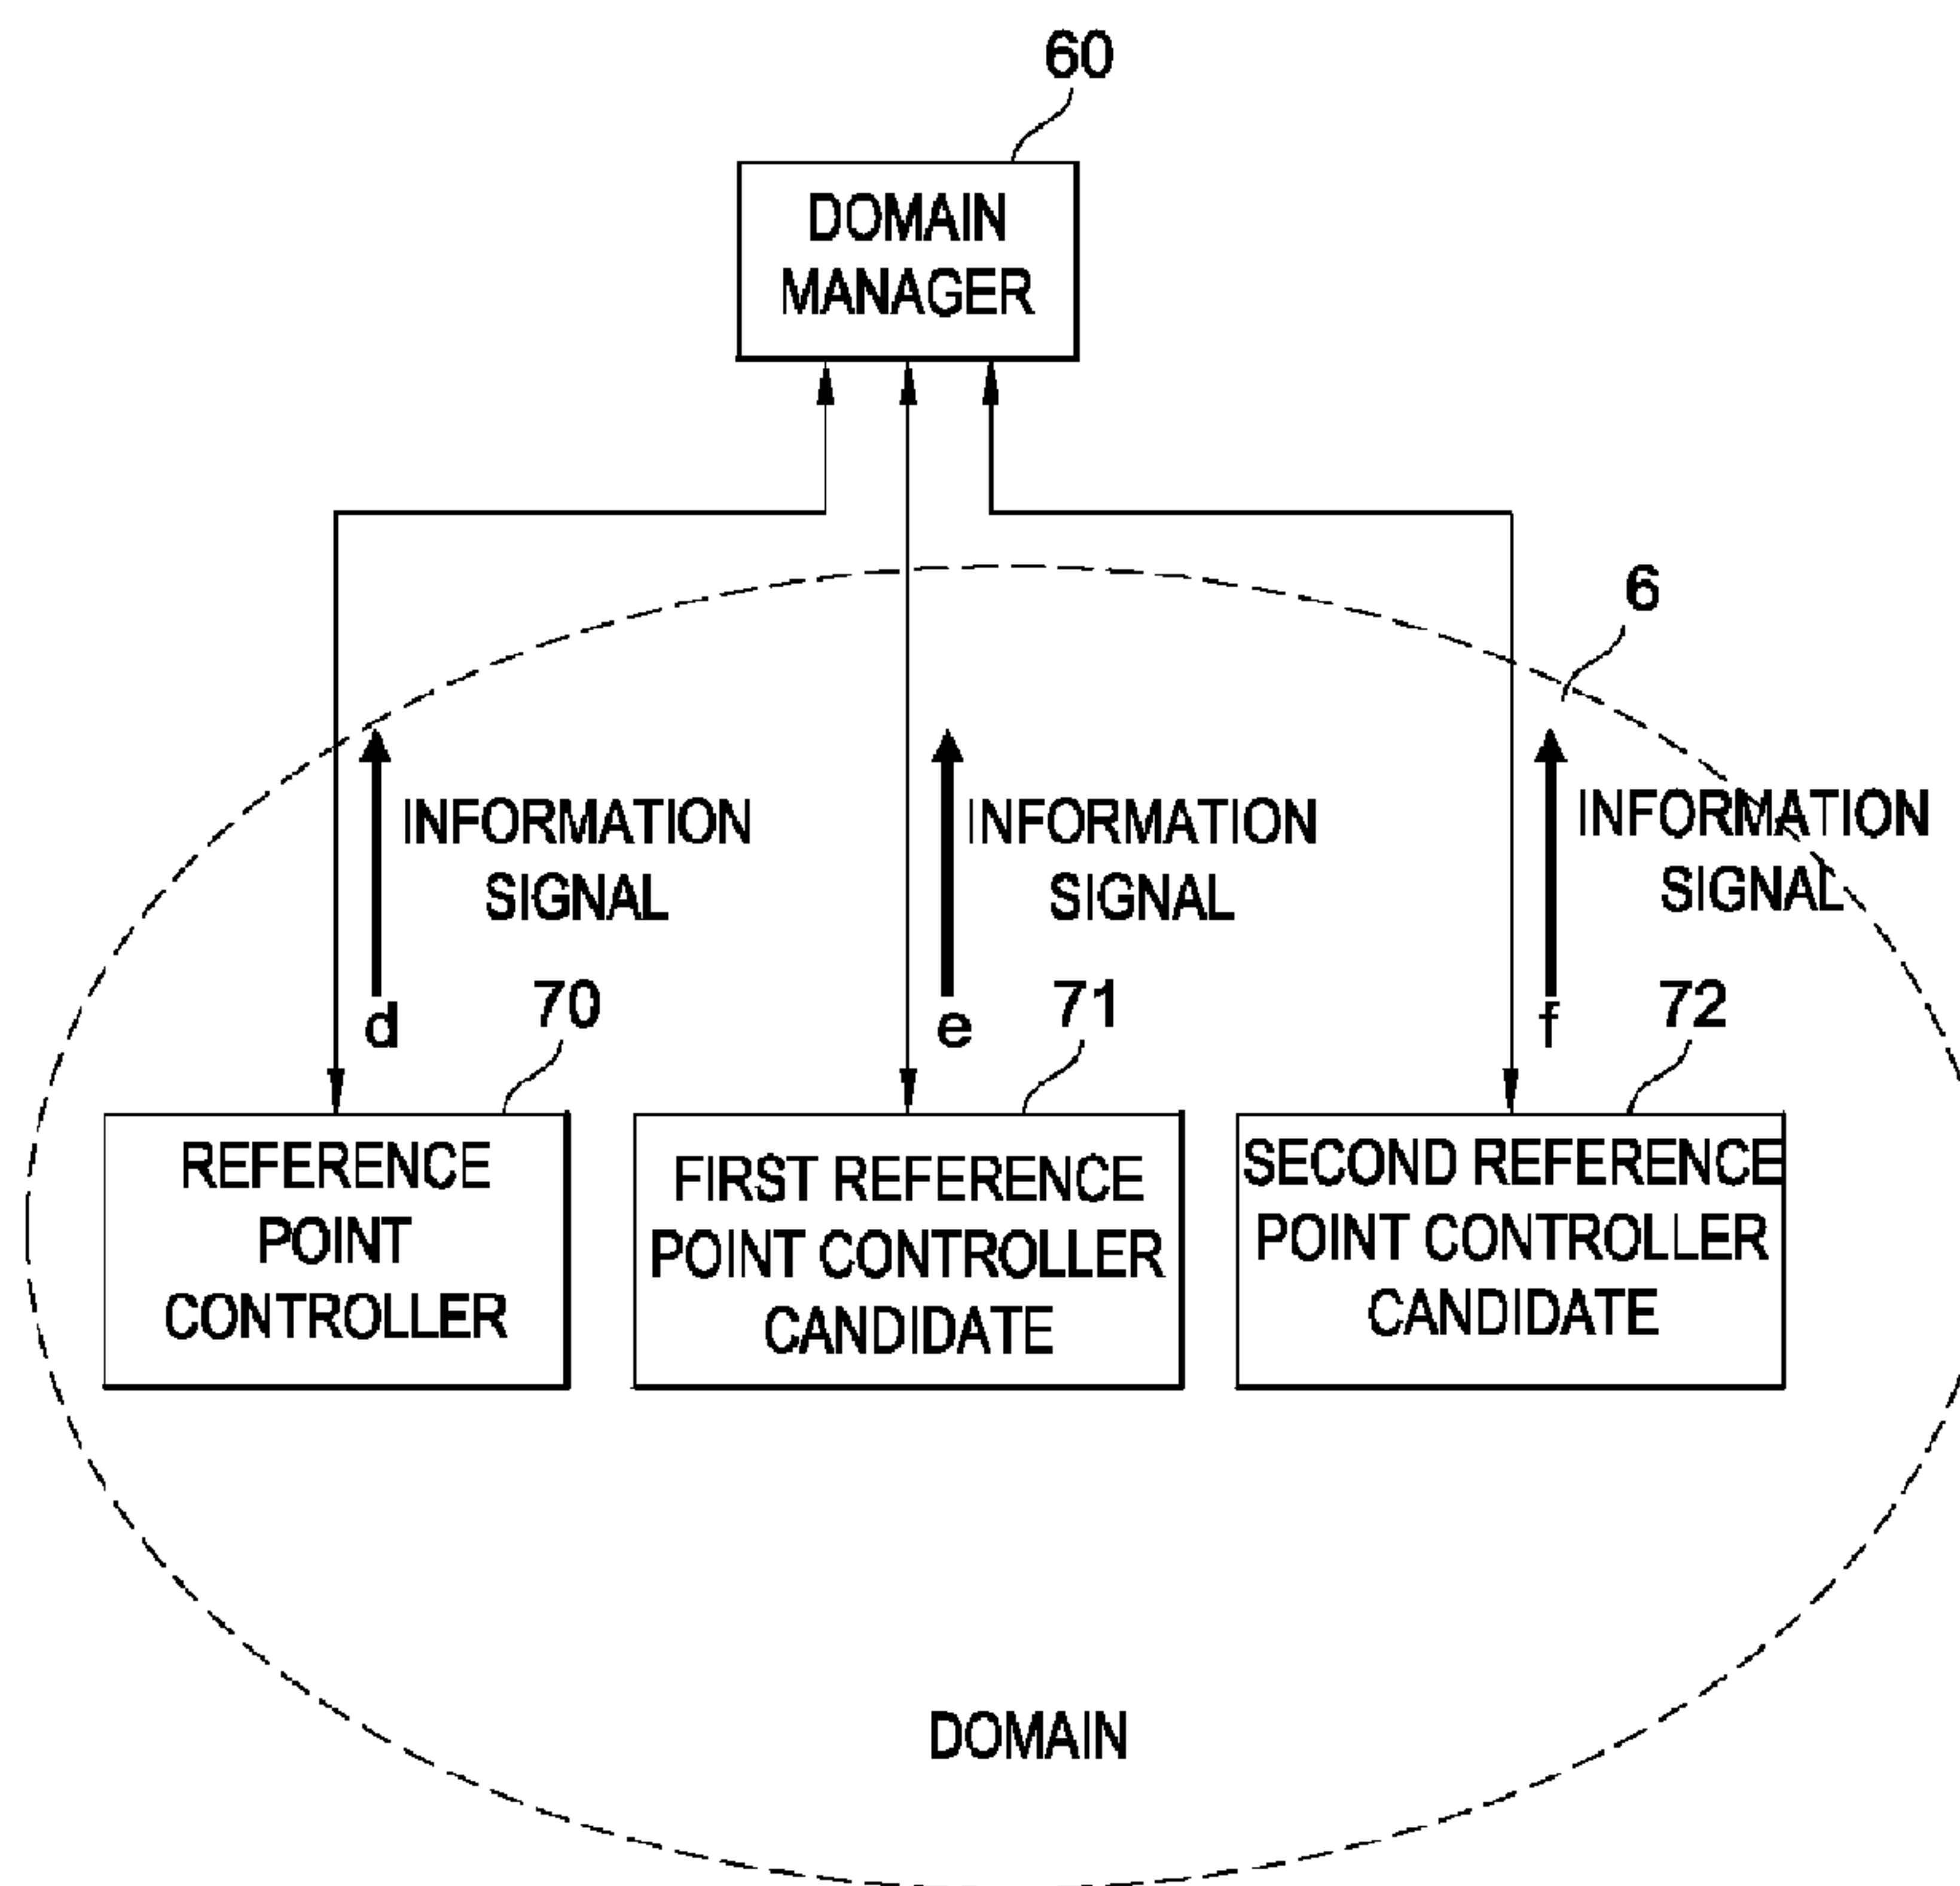 60
DOMAIN
MANAGER
6
INFORMATION
SIGNAL
INFORMATION
SIGNAL
INFORMATION
SIGNAL
d
70
e
71
f
72
REFERENCE
POINT
CONTROLLER
FIRST REFERENCE
POINT CONTROLLER
CANDIDATE
SECOND REFERENCE
POINT CONTROLLER
CANDIDATE
DOMAIN